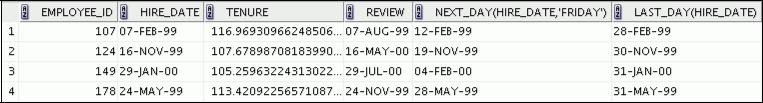 EMPLOYEE_ID HIRE_DATE TENURE REVIEW NEXT_DAY(HIRE_DATE,'FRIDAY') LAST_DAY(HIRE_DATE)
1 107 07-FEB-99 116.96930966248506... 07-AUG-99 12-FEB-99 28-FEB-99
2 124 16-NOV-99 107.67898708183990... 16-MAY-00 19-NOV-99 30-NOV-99
3 149 29-JAN-00 105.25963224313022... 29-JUL-00 04-FEB-00 31-JAN-00
4 178 24-MAY-99 113.42092256571087... 24-NOV-99 28-MAY-99 31-MAY-99